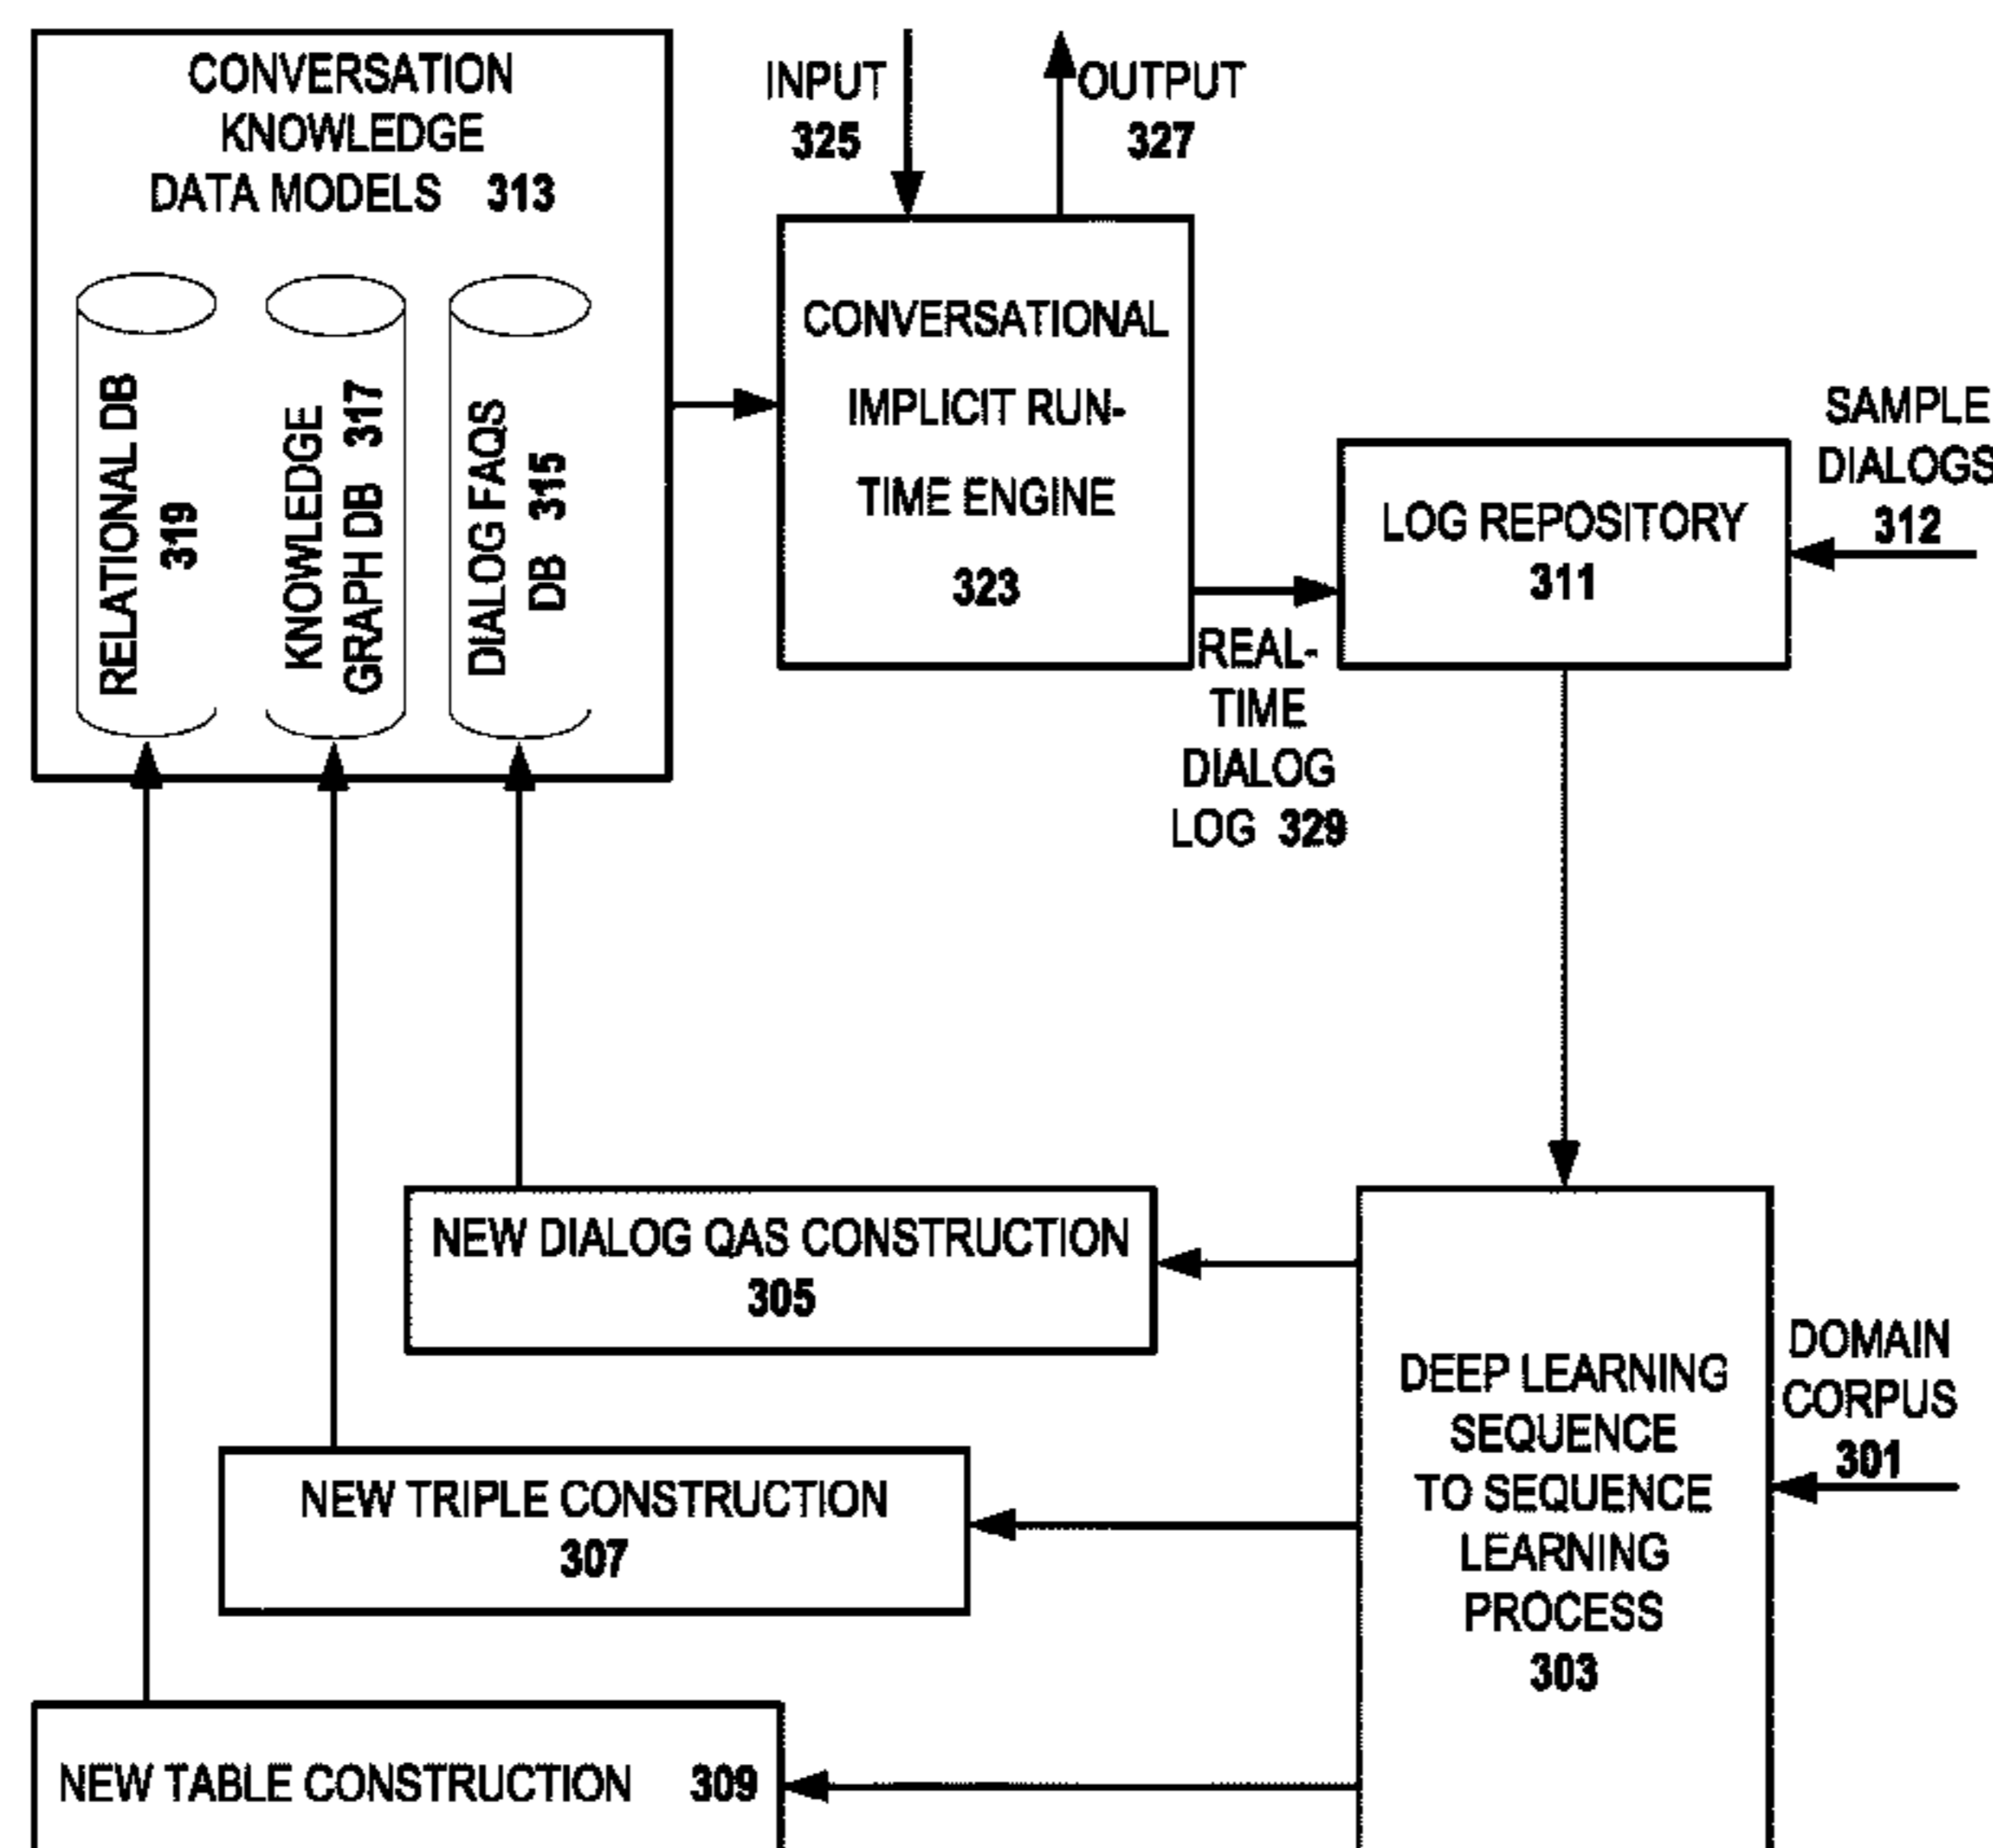 CONVERSATION
KNOWLEDGE
DATA MODELS 313
RELATIONAL DB
319
KNOWLEDGE
GRAPH DB 317
DIALOG FAQS
DB 315
INPUT
325
OUTPUT
327
CONVERSATIONAL
IMPLICIT RUN-
TIME ENGINE
323
REAL-
TIME
DIALOG
LOG 329
LOG REPOSITORY
311
SAMPLE
DIALOGS
312
NEW DIALOG QAS CONSTRUCTION
305
NEW TRIPLE CONSTRUCTION
307
NEW TABLE CONSTRUCTION 309
DEEP LEARNING
SEQUENCE
TO SEQUENCE
LEARNING
PROCESS
303
DOMAIN
CORPUS
301